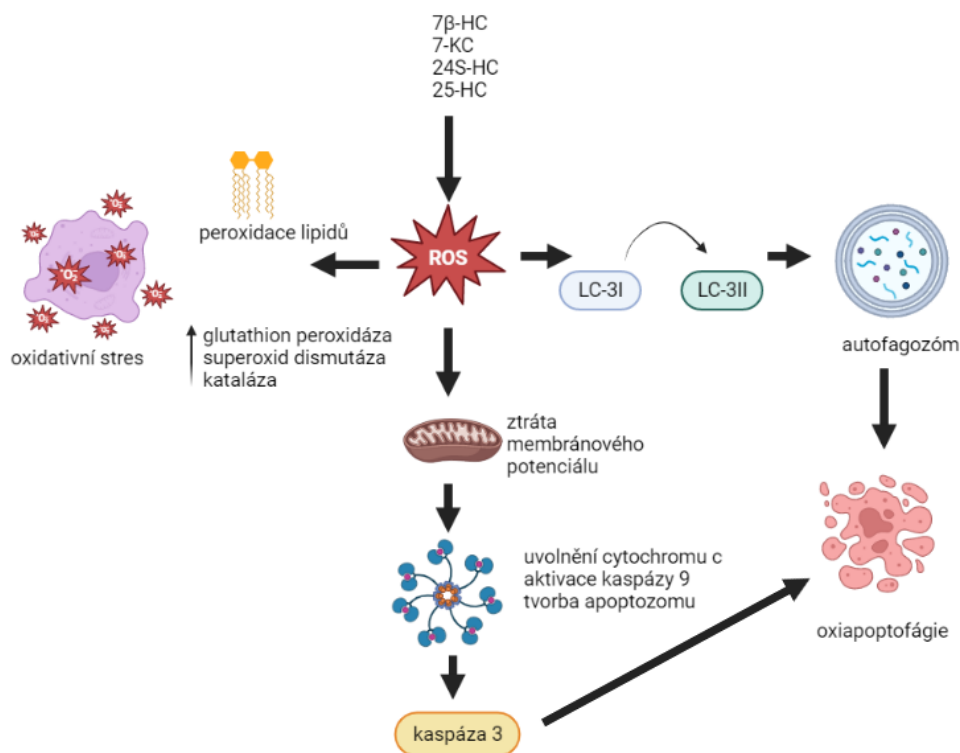 7β-HC
7-KC
24S-HC
25-HC
peroxidace lipidů
ROS
LC-3I
LC-3II
¹O₂
oxidativní stres
glutathion peroxidáza
superoxid dismutáza
kataláza
autofagozóm
ztráta
membránového
potenciálu
uvolnění cytochromu c
aktivace kaspázy 9
tvorba apoptozomu
oxiapoptofágie
kaspáza 3